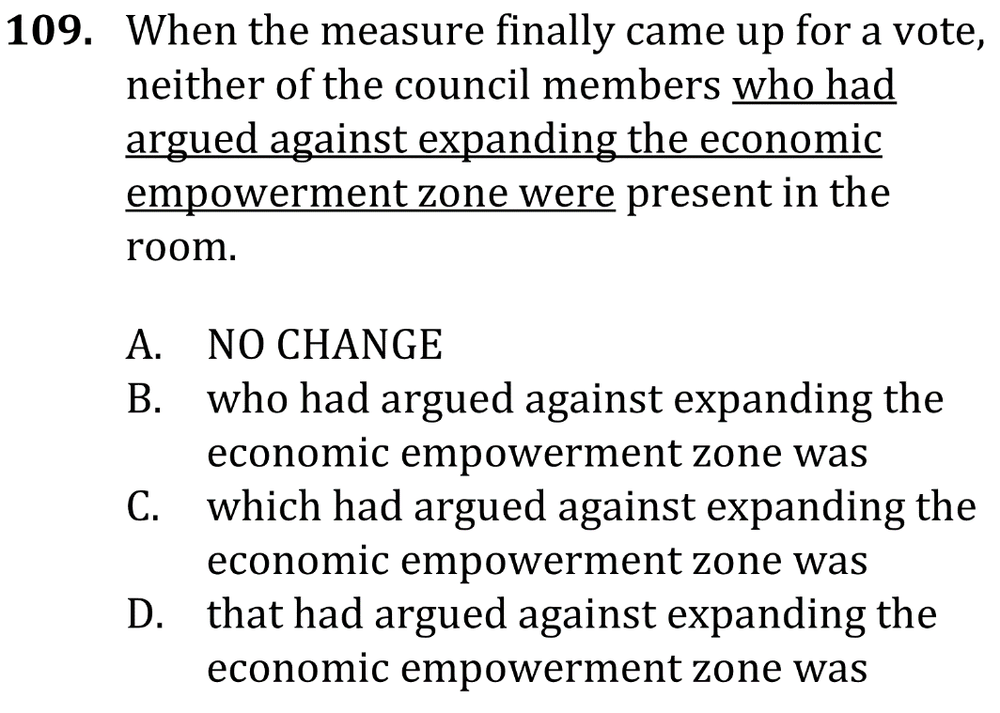 109. When the measure finally came up for a vote,
neither of the council members who had
argued against expanding the economic
empowerment zone were present in the
room.
A. NO CHANGE
B. who had argued against expanding the
economic empowerment zone was
C. which had argued against expanding the
economic empowerment zone was
D. that had argued against expanding the
economic empowerment zone was